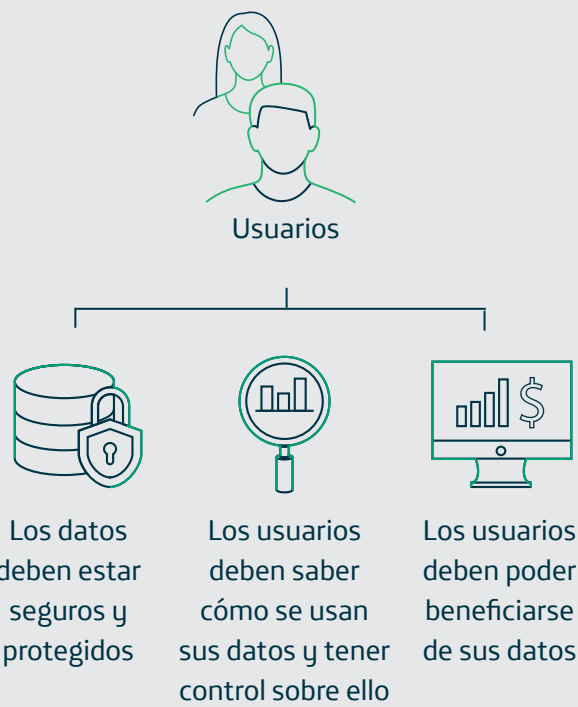 Usuarios
$
Los datos
deben estar
seguros y
protegidos
Los usuarios
deben saber
cómo se usan
sus datos y tener
control sobre ello
Los usuarios
deben poder
beneficiarse
de sus datos